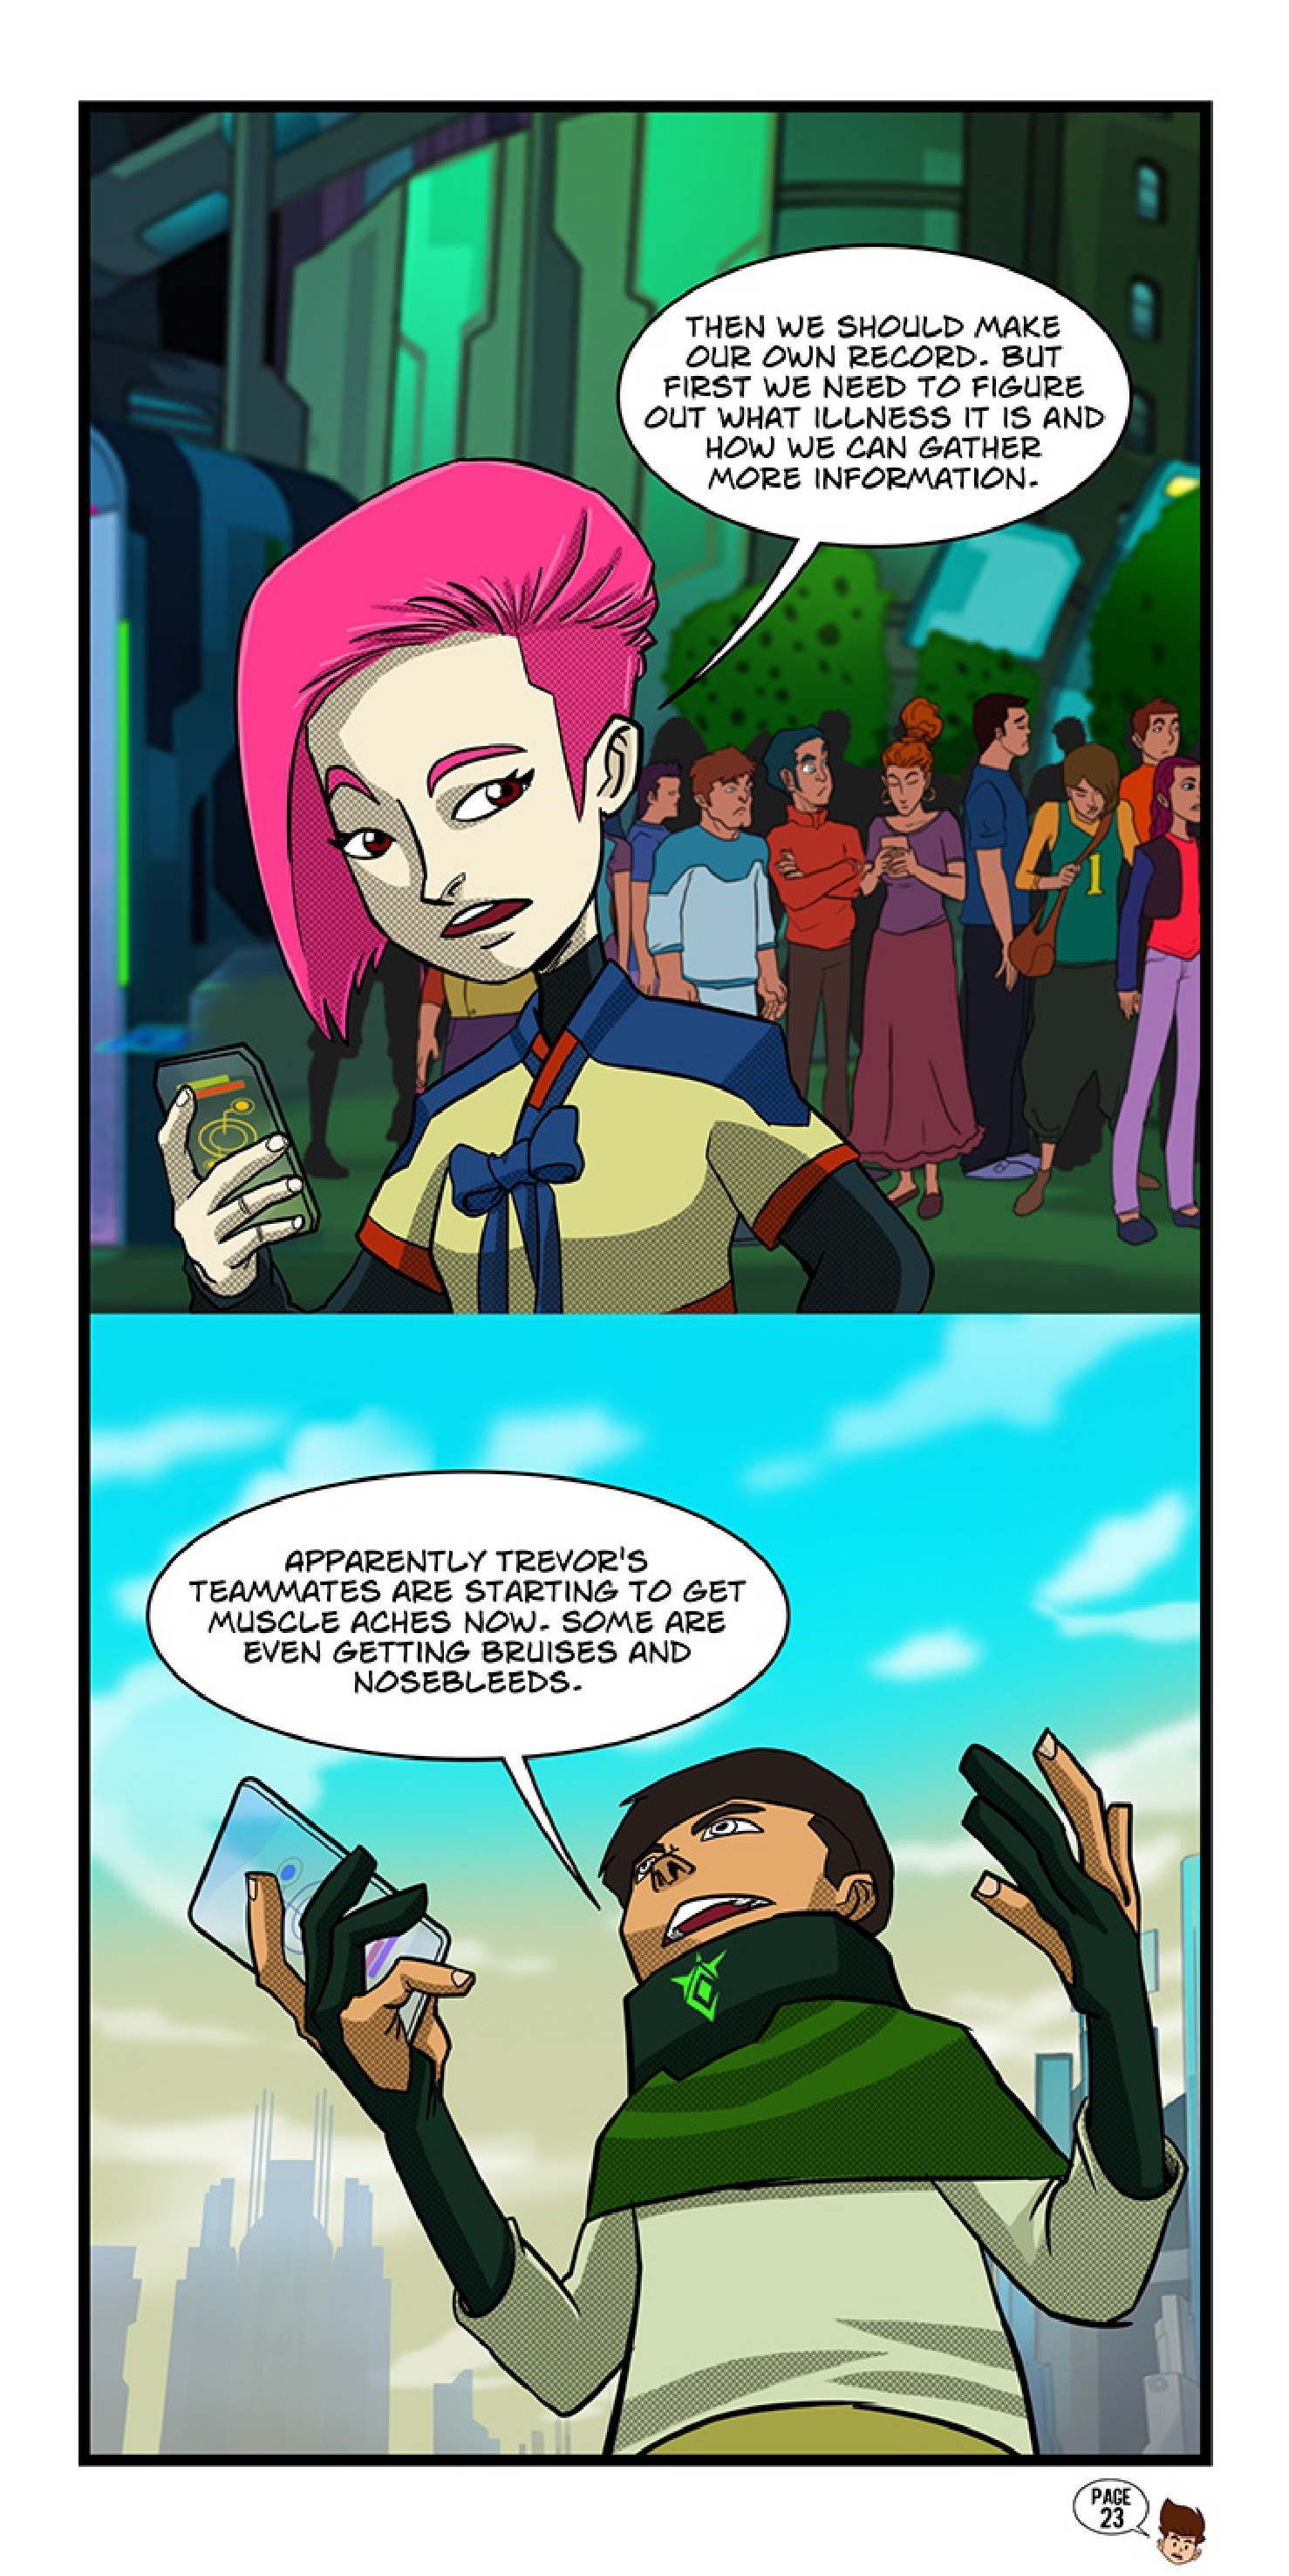 THEN WE SHOULD MAKE
OUR OWN RECORD. BUT
FIRST WE NEED TO FIGURE
OUT WHAT ILLNESS IT IS AND
HOW WE CAN GATHER
MORE INFORMATION.
1
APPARENTLY TREVOR'S
TEAMMATES ARE STARTING TO GET
MUSCLE ACHES NOW. SOME ARE
EVEN GETTING BRUISES AND
NOSEBLEEDS.
PAGE
23